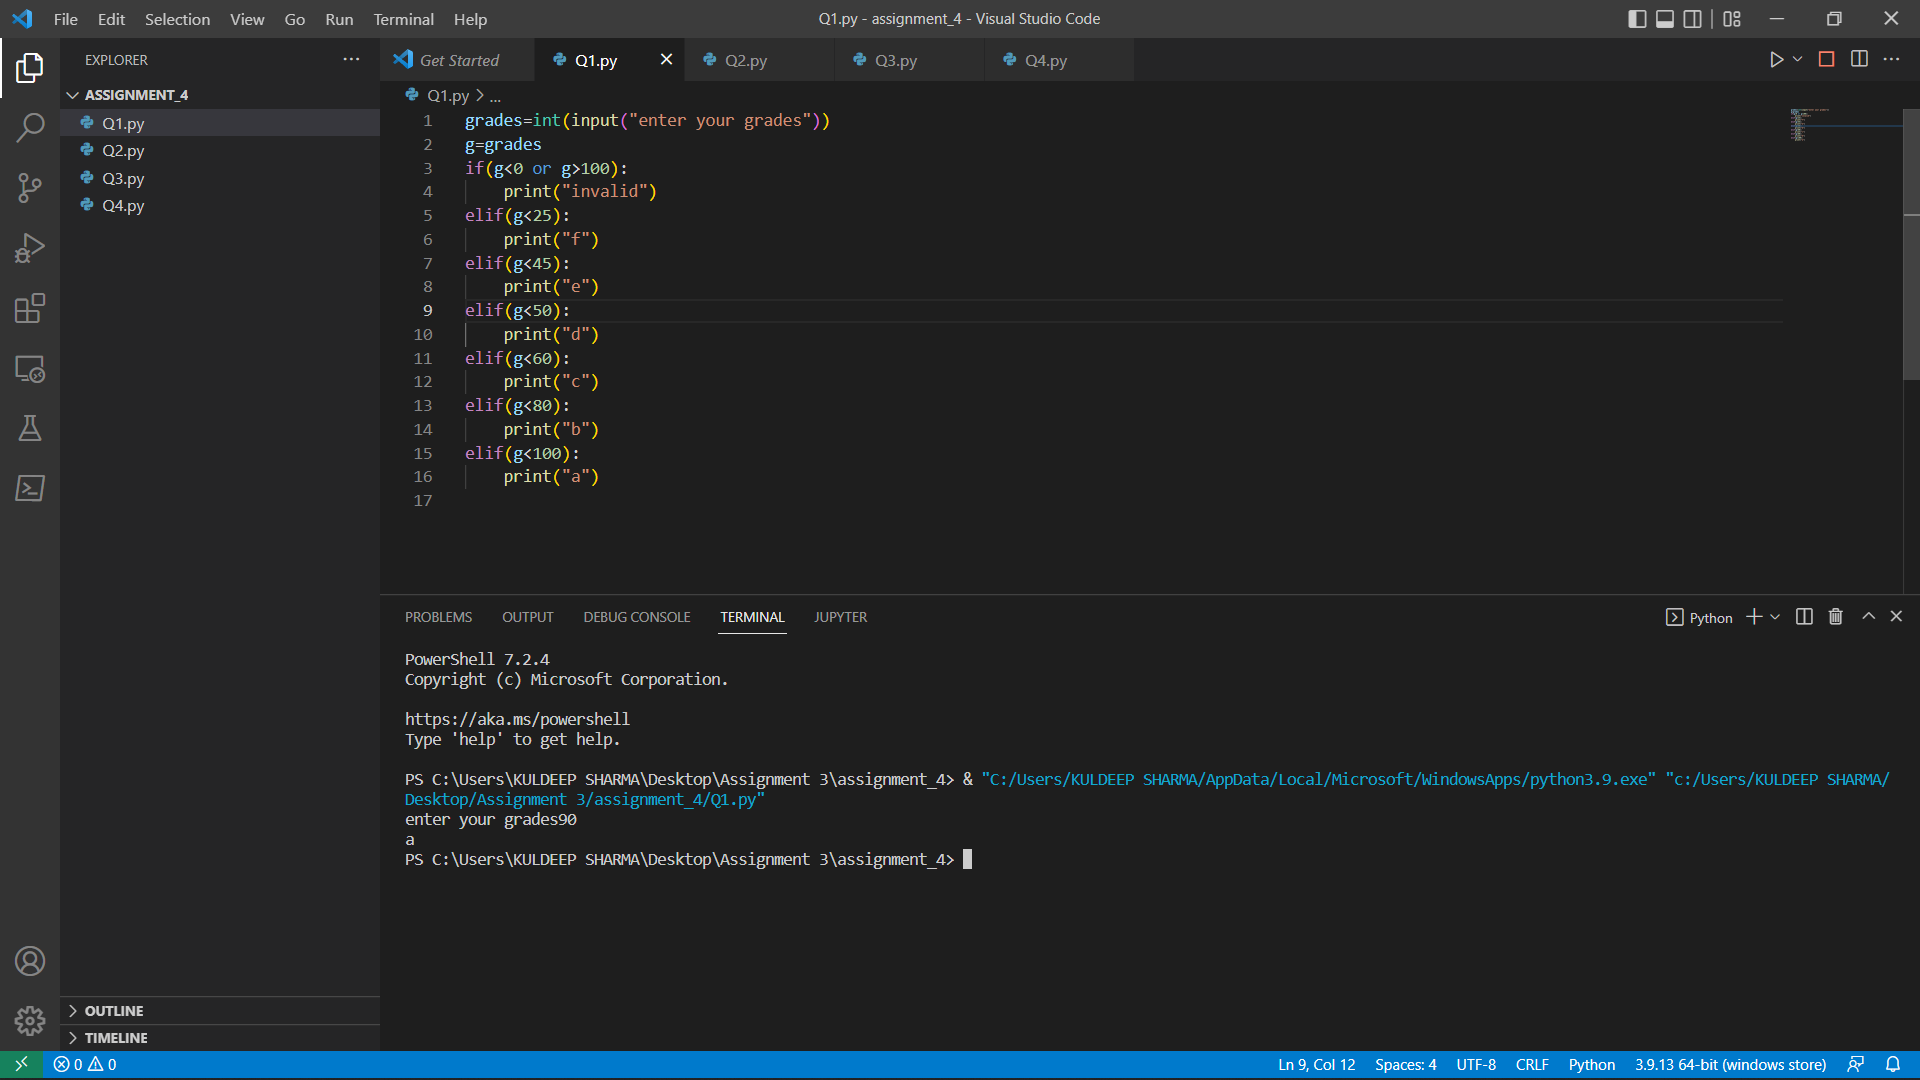 File Edit Selection View Go Run Terminal Help
Q1.py - assignment_4 - Visual Studio Code
EXPLORER
ASSIGNMENT_4
Q1.py
Q2.py
Q3.py
Q4.py
OUTLINE
TIMELINE
Get Started Q1.py Q2.py Q3.py Q4.py
Q1.py > ...
1 grades=int(input("enter your grades"))
2 g=grades
3 if(g<0 or g>100):
4     print("invalid")
5 elif(g<25):
6     print("f")
7 elif(g<45):
8     print("e")
9 elif(g<50):
10     print("d")
11 elif(g<60):
12     print("c")
13 elif(g<80):
14     print("b")
15 elif(g<100):
16     print("a")
17
PROBLEMS OUTPUT DEBUG CONSOLE TERMINAL JUPYTER
Python
PowerShell 7.2.4
Copyright (c) Microsoft Corporation.
https://aka.ms/powershell
Type 'help' to get help.
PS C:\Users\KULDEEP SHARMA\Desktop\Assignment 3\assignment_4> & "C:/Users/KULDEEP SHARMA/AppData/Local/Microsoft/WindowsApps/python3.9.exe" "c:/Users/KULDEEP SHARMA/
Desktop/Assignment 3/assignment_4/Q1.py"
enter your grades90
a
PS C:\Users\KULDEEP SHARMA\Desktop\Assignment 3\assignment_4>
0 0
Ln 9, Col 12 Spaces: 4 UTF-8 CRLF Python 3.9.13 64-bit (windows store)